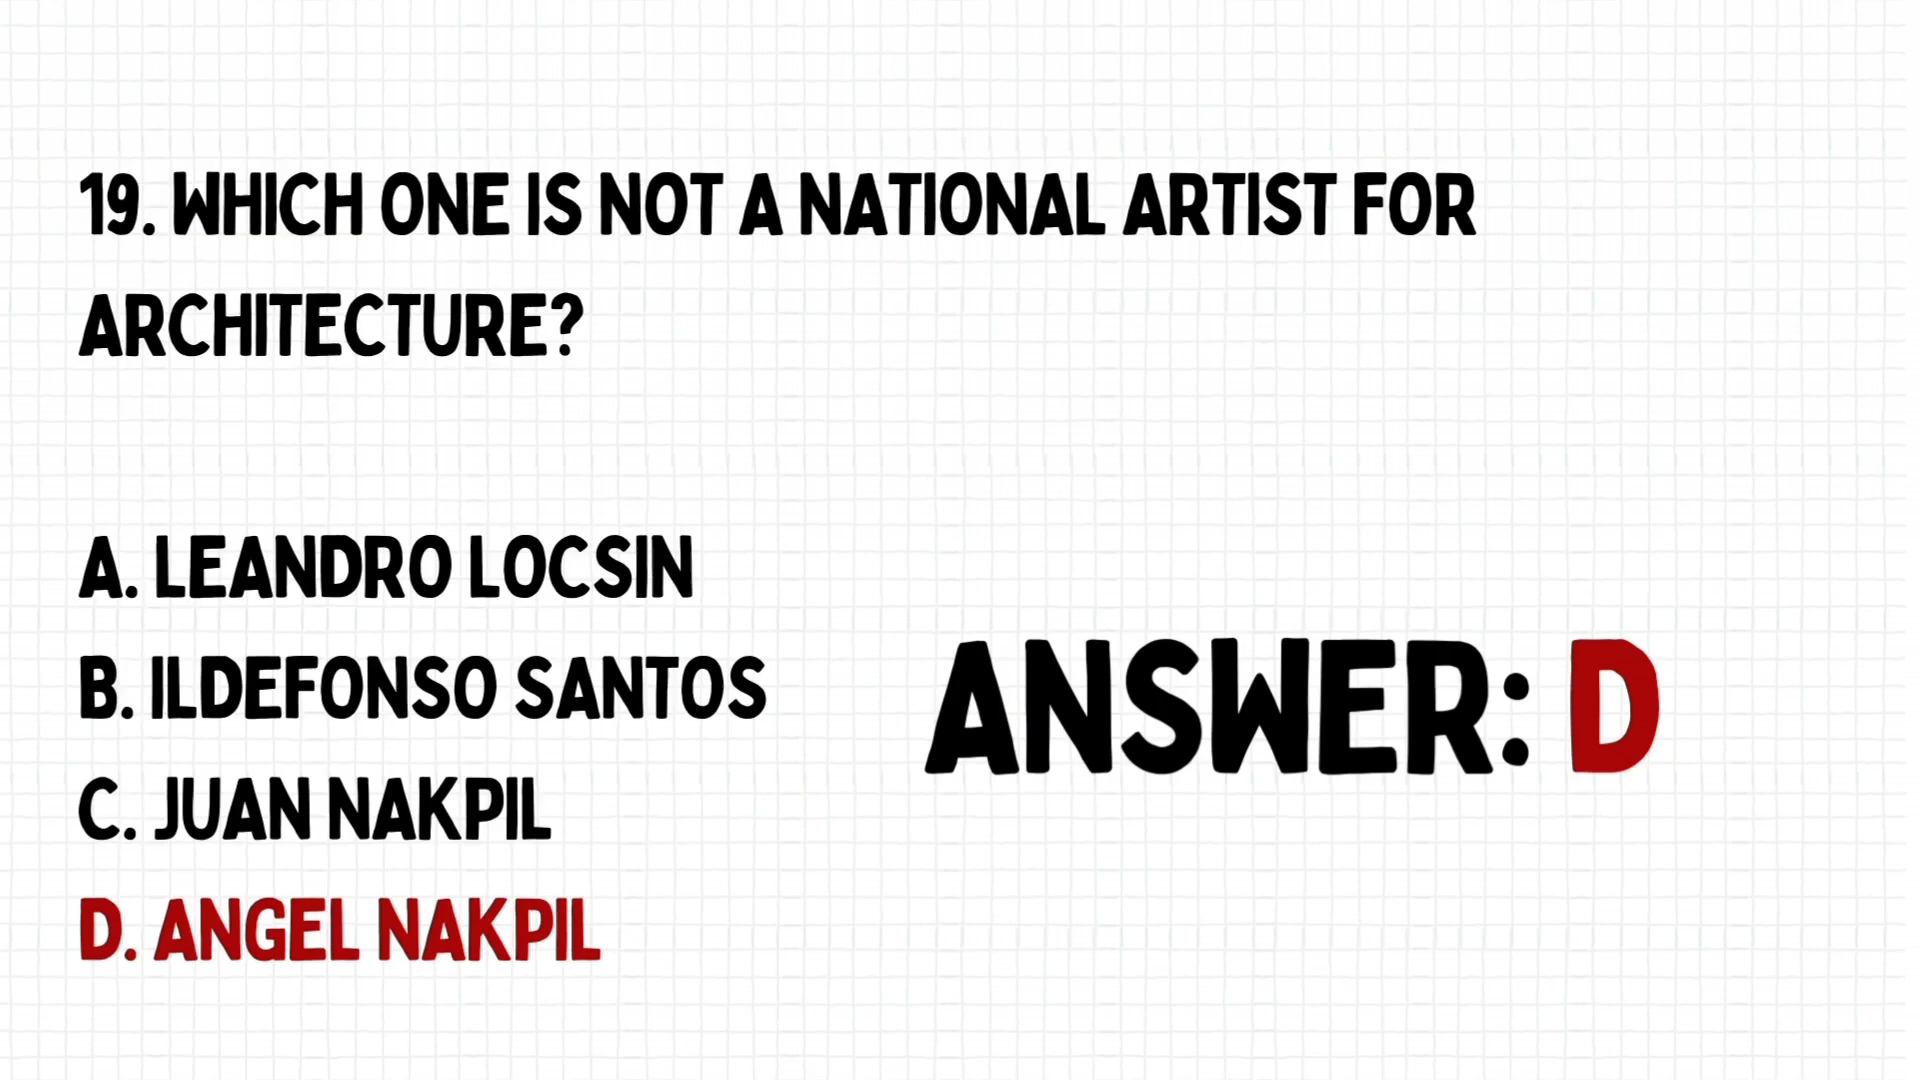 19. WHICH ONE IS NOT A NATIONAL ARTIST FOR
ARCHITECTURE?
A. LEANDRO LOCSIN
B. ILDEFONSO SANTOS
C. JUAN NAKPIL
D. ANGEL NAKPIL
ANSWER: D